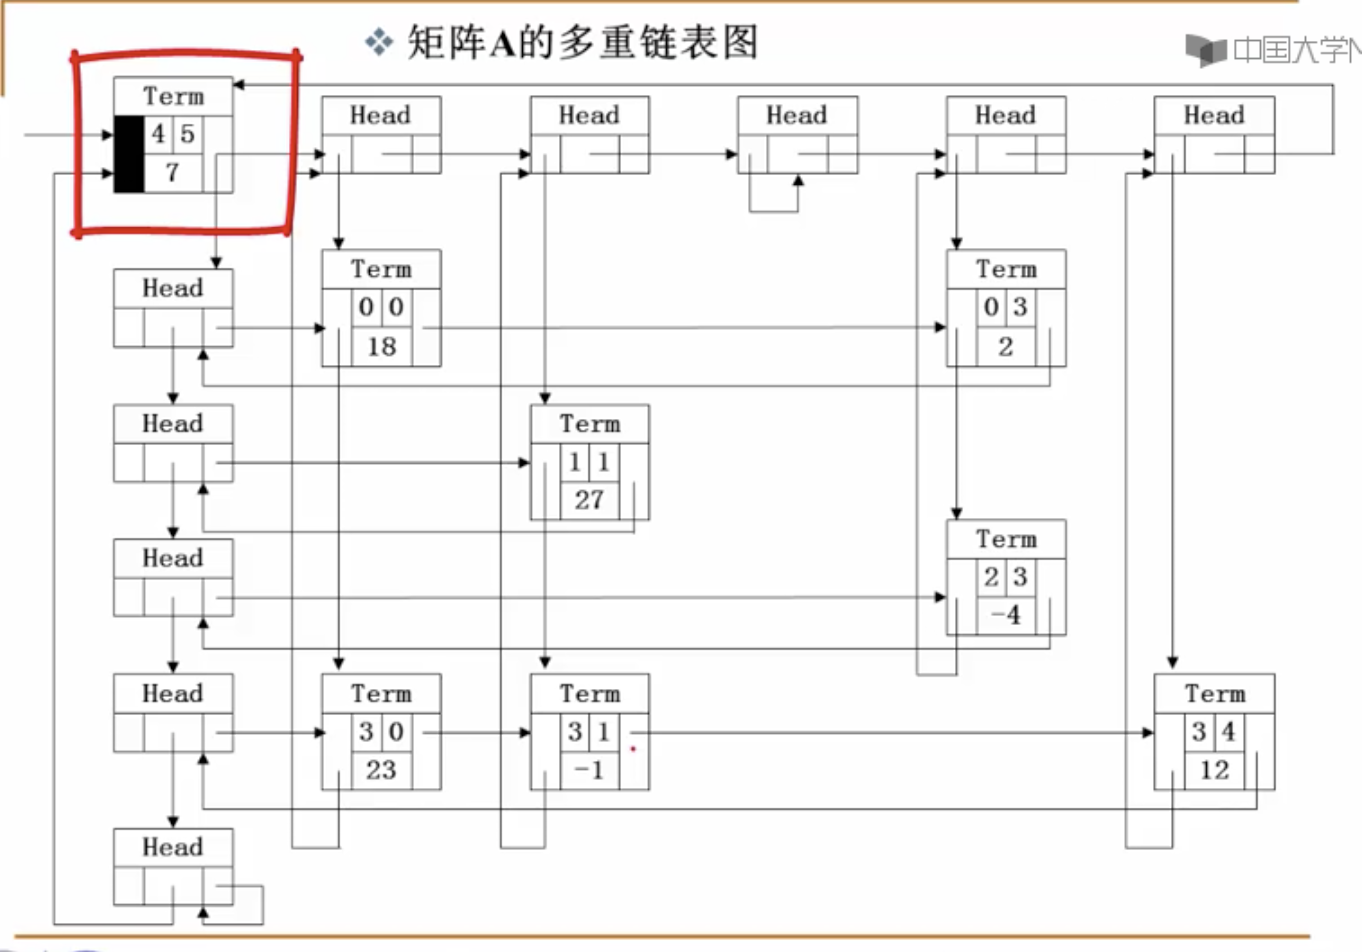 矩阵A的多重链表图
中国大学
Term
4 5
7
Head
Head
Head
Head
Head
Head
Term
0 0
18
Term
0 3
2
Head
Term
1 1
27
Head
Term
2 3
-4
Head
Term
3 0
23
Term
3 1
-1
Term
3 4
12
Head